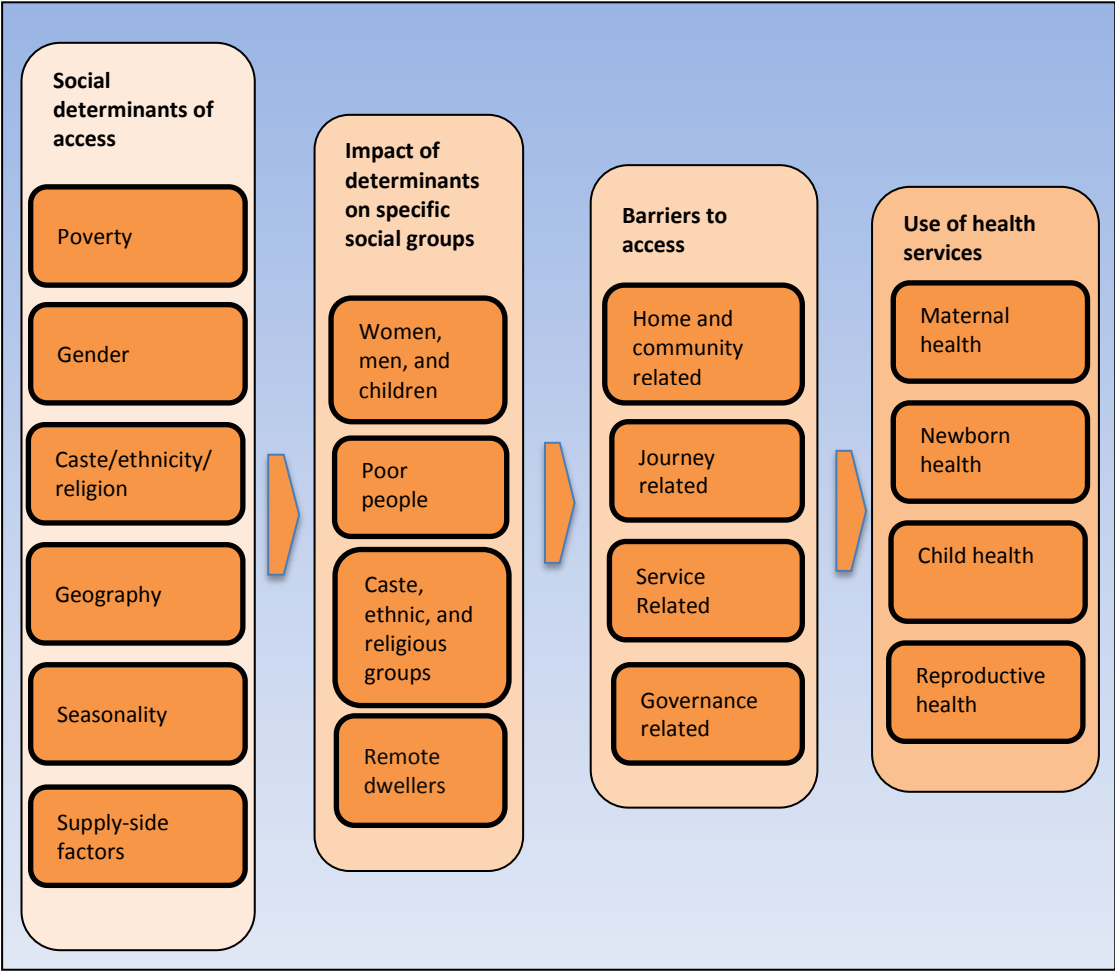 Social
determinants of
access
Poverty
Gender
Caste/ethnicity/
religion
Geography
Seasonality
Supply-side
factors
Impact of
determinants
on specific
social groups
Women,
men, and
children
Poor
people
Caste,
ethnic, and
religious
groups
Remote
dwellers
Barriers to
access
Home and
community
related
Journey
related
Service
Related
Governance
related
Use of health
services
Maternal
health
Newborn
health
Child health
Reproductive
health